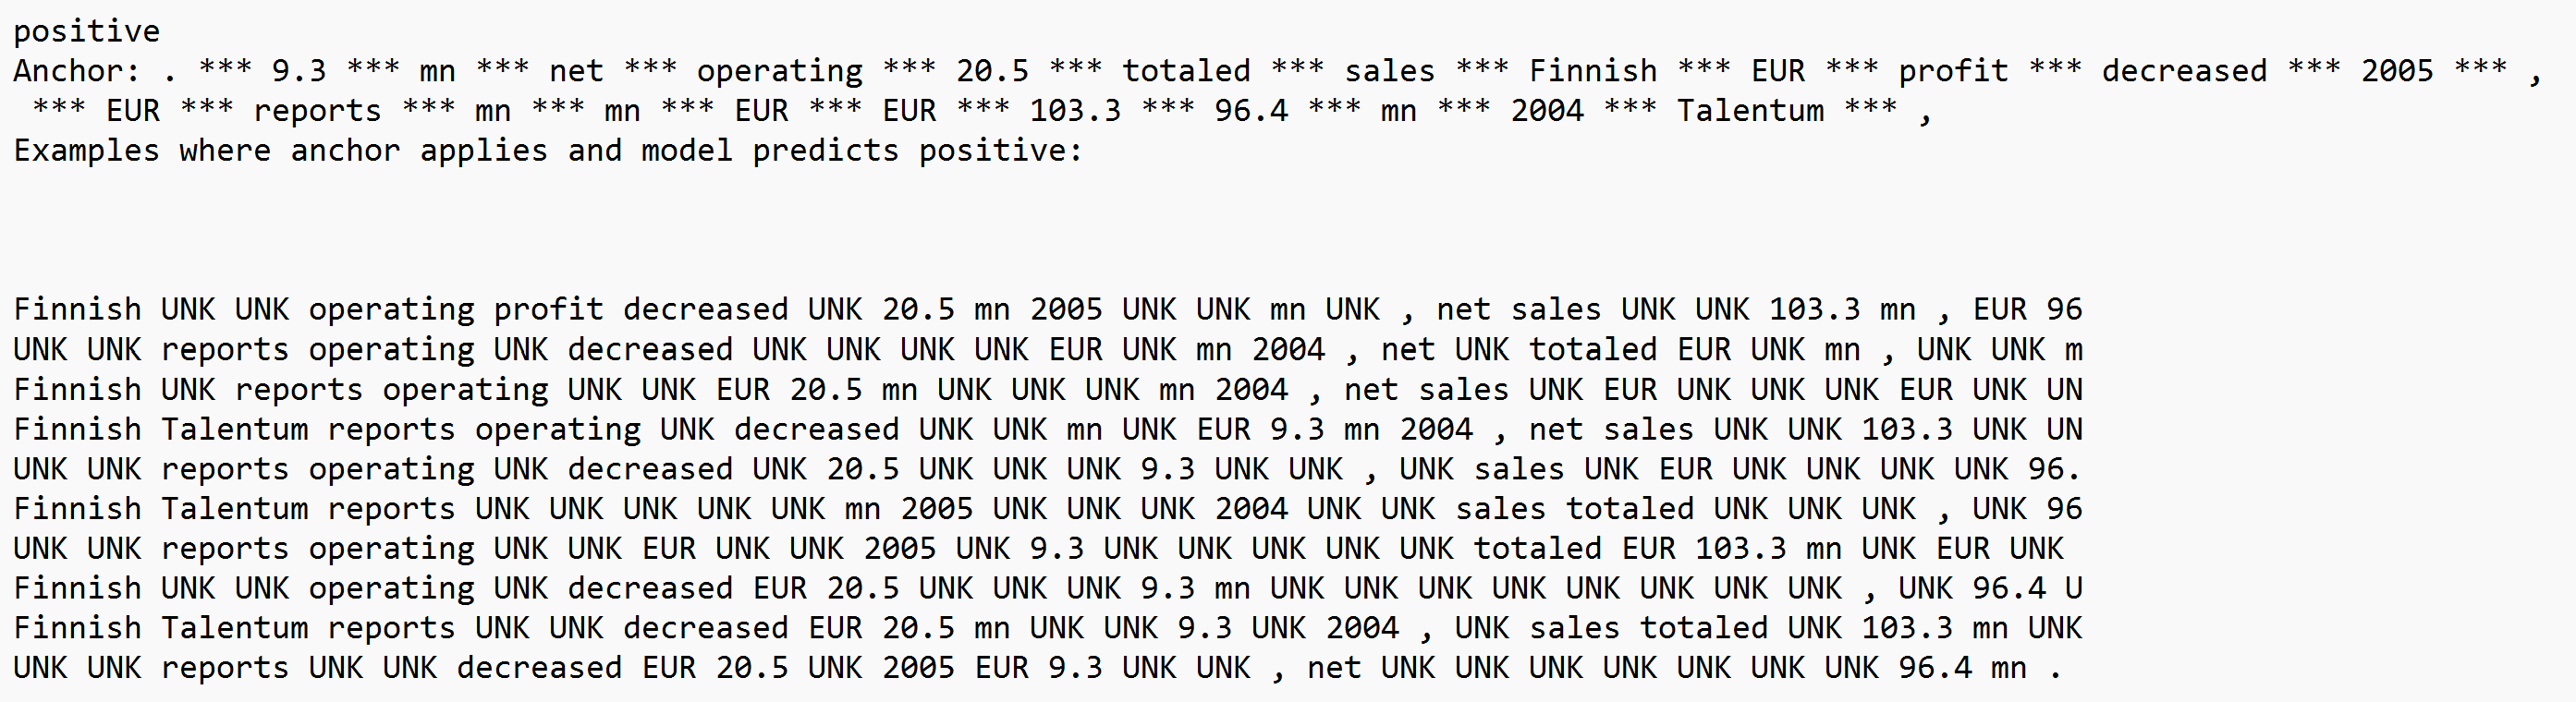 positive
Anchor: . *** 9.3 *** mn *** net *** operating *** 20.5 *** totaled *** sales *** Finnish *** EUR *** profit *** decreased *** 2005 *** ,
*** EUR *** reports *** mn *** mn *** EUR *** EUR *** 103.3 *** 96.4 *** mn *** 2004 *** Talentum *** ,
Examples where anchor applies and model predicts positive:
Finnish UNK UNK operating profit decreased UNK 20.5 mn 2005 UNK UNK mn UNK , net sales UNK UNK 103.3 mn , EUR 96
UNK UNK reports operating UNK decreased UNK UNK UNK UNK EUR UNK mn 2004 , net UNK totaled EUR UNK mn , UNK UNK m
Finnish UNK reports operating UNK UNK EUR 20.5 mn UNK UNK UNK mn 2004 , net sales UNK EUR UNK UNK UNK EUR UNK UN
Finnish Talentum reports operating UNK decreased UNK UNK mn UNK EUR 9.3 mn 2004 , net sales UNK UNK 103.3 UNK UN
UNK UNK reports operating UNK decreased UNK 20.5 UNK UNK UNK 9.3 UNK UNK , UNK sales UNK EUR UNK UNK UNK UNK 96.
Finnish Talentum reports UNK UNK UNK UNK UNK mn 2005 UNK UNK UNK 2004 UNK UNK sales totaled UNK UNK UNK , UNK 96
UNK UNK reports operating UNK UNK EUR UNK UNK 2005 UNK 9.3 UNK UNK UNK UNK UNK totaled EUR 103.3 mn UNK EUR UNK
Finnish UNK UNK operating UNK decreased EUR 20.5 UNK UNK UNK 9.3 mn UNK UNK UNK UNK UNK UNK UNK UNK , UNK 96.4 U
Finnish Talentum reports UNK UNK decreased EUR 20.5 mn UNK UNK 9.3 UNK 2004 , UNK sales totaled UNK 103.3 mn UNK
UNK UNK reports UNK UNK decreased EUR 20.5 UNK 2005 EUR 9.3 UNK UNK , net UNK UNK UNK UNK UNK UNK UNK 96.4 mn .